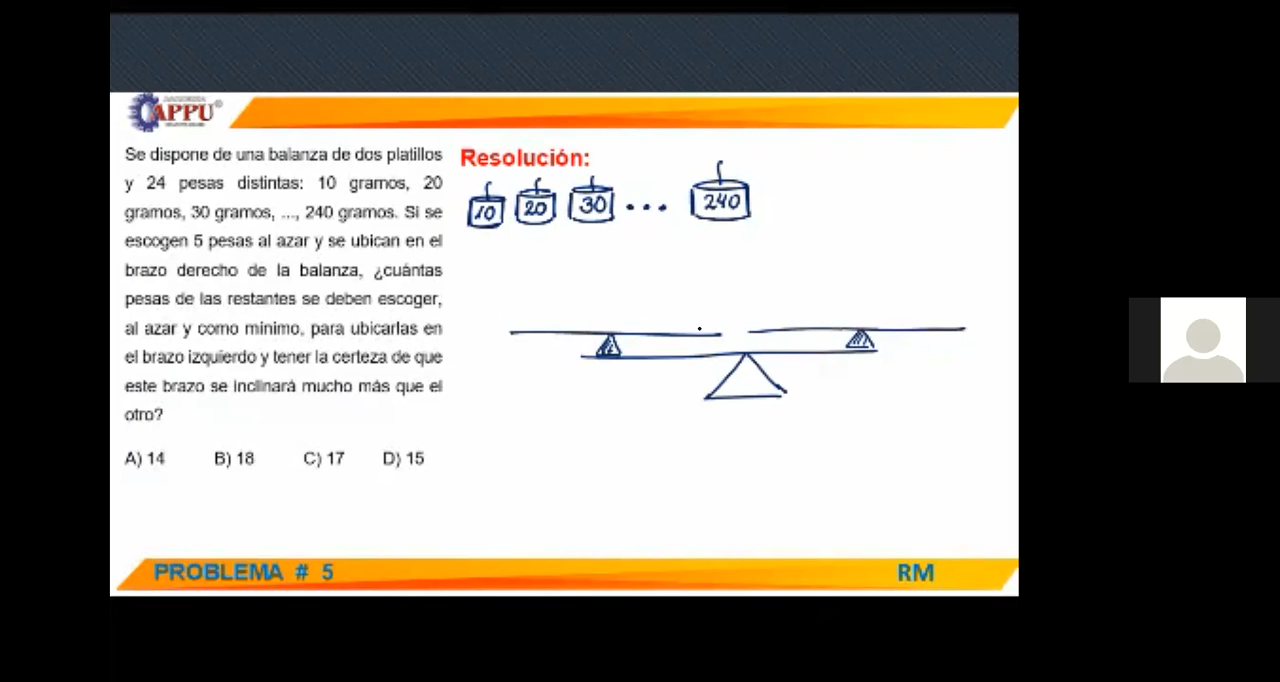 APPU
Se dispone de una balanza de dos platillos
y 24 pesas distintas: 10 gramos, 20
gramos, 30 gramos, ..., 240 gramos. Si se
escogen 5 pesas al azar y se ubican en el
brazo derecho de la balanza, ¿cuántas
pesas de las restantes se deben escoger,
al azar y como mínimo, para ubicarlas en
el brazo izquierdo y tener la certeza de que
este brazo se inclinará mucho más que el
otro?
A) 14 B) 18 C) 17 D) 15
Resolución:
10 20 30 ... 240
PROBLEMA # 5
RM